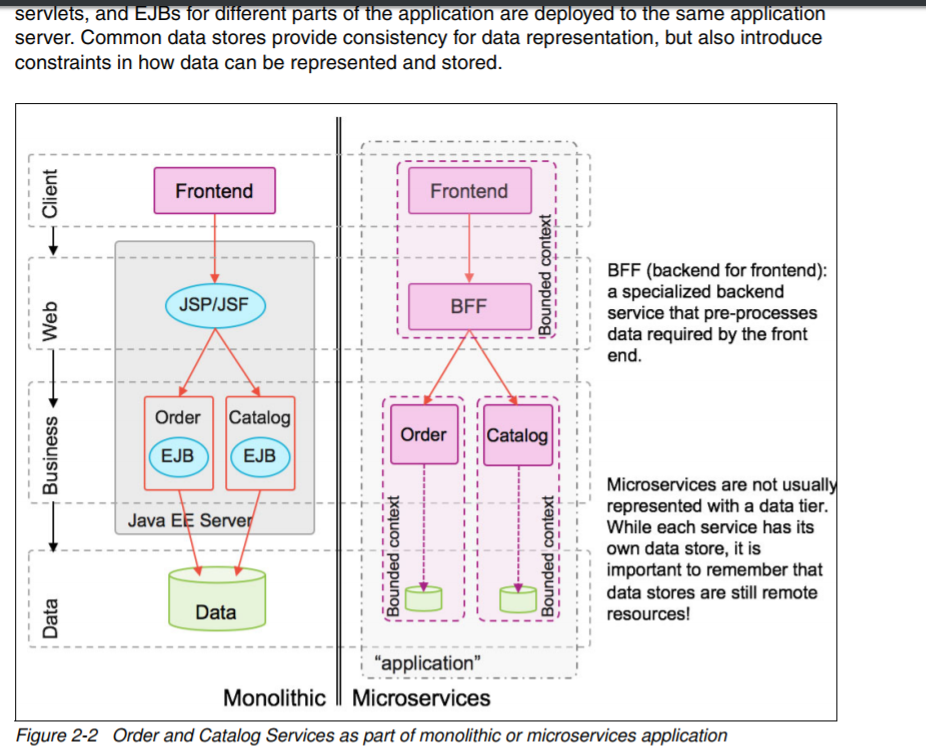 servlets, and EJBs for different parts of the application are deployed to the same application
server. Common data stores provide consistency for data representation, but also introduce
constraints in how data can be represented and stored.
Client
Web
Business
Data
Frontend
JSP/JSF
Order
Catalog
EJB
EJB
Java EE Server
Data
Frontend
BFF
Bounded context
Order
Catalog
Bounded context
Bounded context
"application"
BFF (backend for frontend):
a specialized backend
service that pre-processes
data required by the front
end.
Microservices are not usually
represented with a data tier.
While each service has its
own data store, it is
important to remember that
data stores are still remote
resources!
Monolithic
Microservices
Figure 2-2 Order and Catalog Services as part of monolithic or microservices application